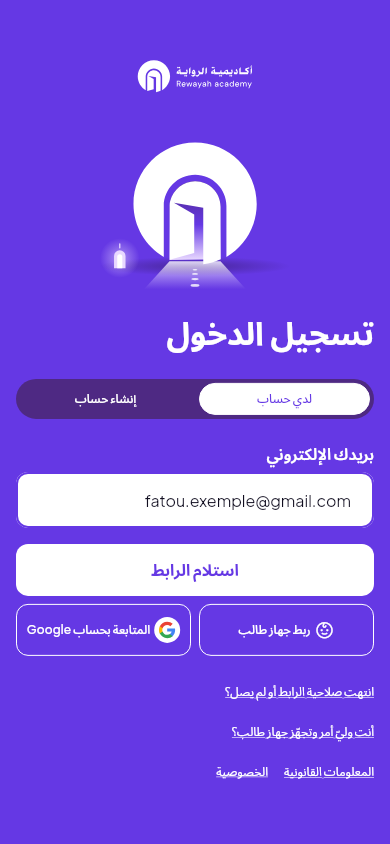 أكاديمية الرواية
Rewayah academy
تسجيل الدخول
لدي حساب
إنشاء حساب
بريدك الإلكتروني
fatou.exemple@gmail.com
استلام الرابط
ربط جهاز طالب
المتابعة بحساب Google
انتهت صلاحية الرابط أو لم يصل؟
أنت وليّ أمر وتجهّز جهاز طالب؟
المعلومات القانونية
الخصوصية